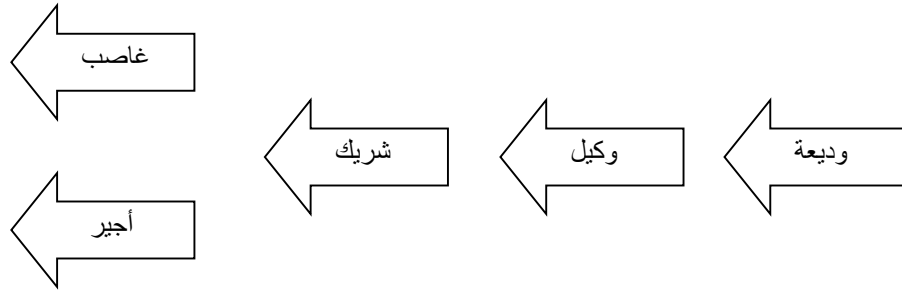 وديعة
وكيل
شريك
غاصب
أجير